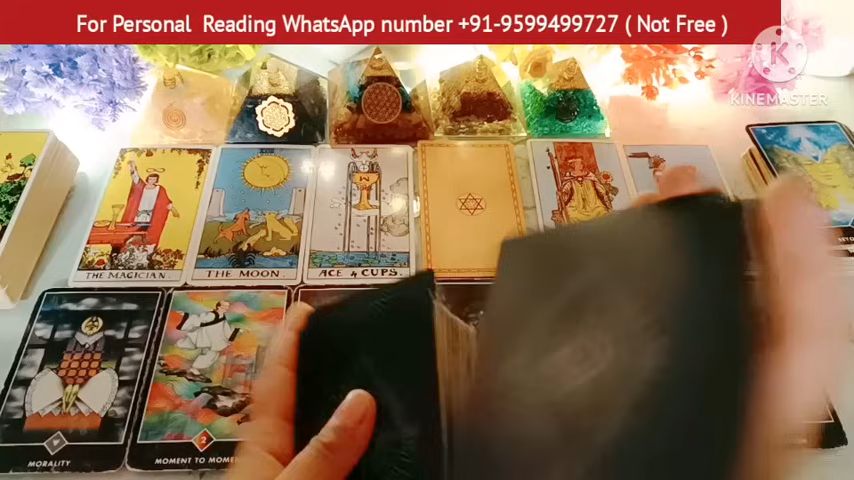 For Personal Reading WhatsApp number +91-9599499727 ( Not Free )
K
KINEMASTER
THE MAGICIAN.
THE MOON.
ACE of CUPS.
MORALITY
2
MOMENT TO